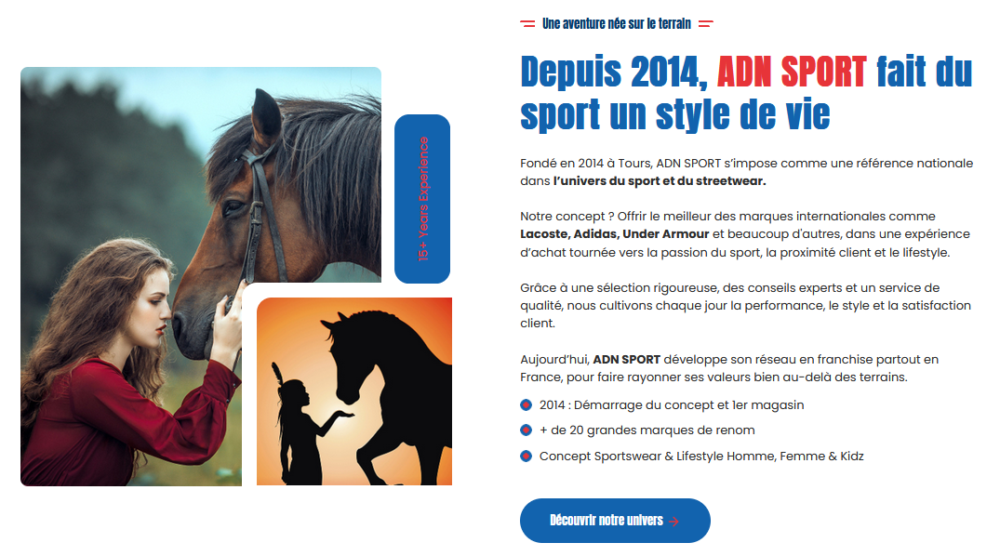 Une aventure née sur le terrain
Depuis 2014, ADN SPORT fait du
sport un style de vie
15+ Years Experience
Fondé en 2014 à Tours, ADN SPORT s’impose comme une référence nationale
dans l’univers du sport et du streetwear.
Notre concept ? Offrir le meilleur des marques internationales comme
Lacoste, Adidas, Under Armour et beaucoup d'autres, dans une expérience
d’achat tournée vers la passion du sport, la proximité client et le lifestyle.
Grâce à une sélection rigoureuse, des conseils experts et un service de
qualité, nous cultivons chaque jour la performance, le style et la satisfaction
client.
Aujourd’hui, ADN SPORT développe son réseau en franchise partout en
France, pour faire rayonner ses valeurs bien au-delà des terrains.
2014 : Démarrage du concept et 1er magasin
+ de 20 grandes marques de renom
Concept Sportswear & Lifestyle Homme, Femme & Kidz
Découvrir notre univers →